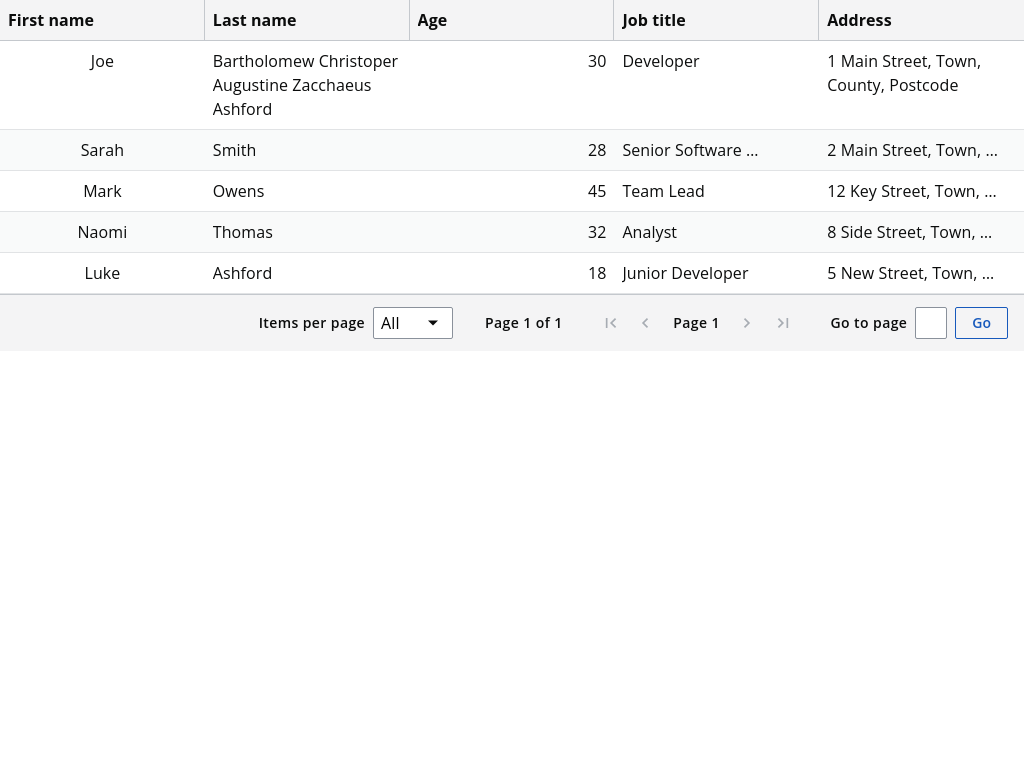 First name Last name Age Job title Address
Joe Bartholomew Christoper 30 Developer 1 Main Street, Town,
Augustine Zacchaeus County, Postcode
Ashford
Sarah Smith 28 Senior Software ... 2 Main Street, Town, ...
Mark Owens 45 Team Lead 12 Key Street, Town, ...
Naomi Thomas 32 Analyst 8 Side Street, Town, ...
Luke Ashford 18 Junior Developer 5 New Street, Town, ...
Items per page All Page 1 of 1 Page 1 Go to page Go